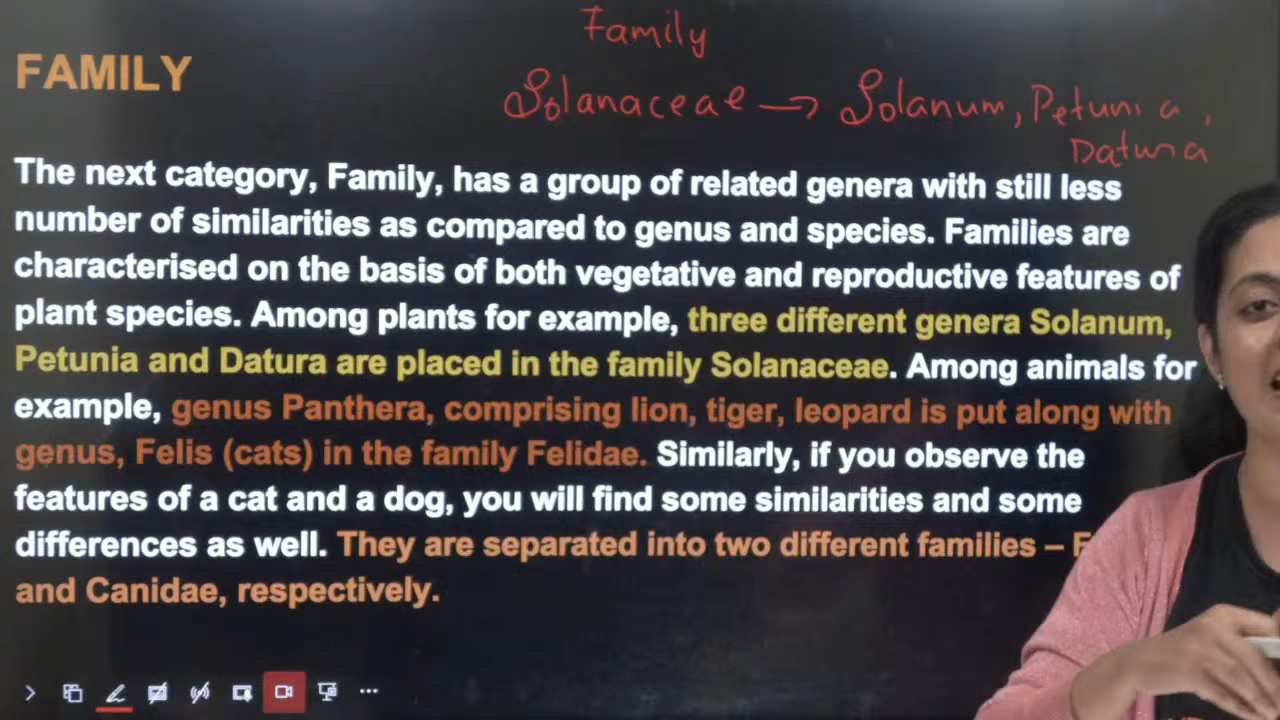 Family
FAMILY
Solanaceae → Solanum, Petunia,
Datura
The next category, Family, has a group of related genera with still less
number of similarities as compared to genus and species. Families are
characterised on the basis of both vegetative and reproductive features of
plant species. Among plants for example, three different genera Solanum,
Petunia and Datura are placed in the family Solanaceae. Among animals for
example, genus Panthera, comprising lion, tiger, leopard is put along with
genus, Felis (cats) in the family Felidae. Similarly, if you observe the
features of a cat and a dog, you will find some similarities and some
differences as well. They are separated into two different families –
and Canidae, respectively.